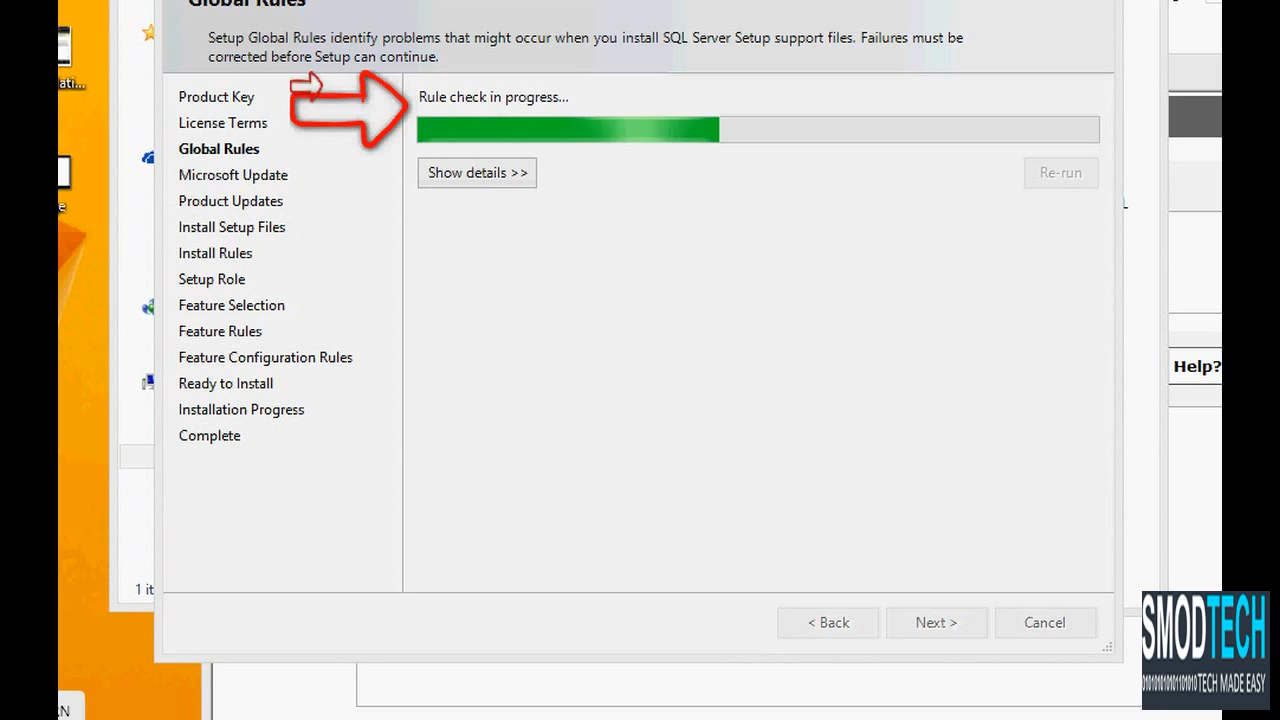 Global Rules
Setup Global Rules identify problems that might occur when you install SQL Server Setup support files. Failures must be
corrected before Setup can continue.
Product Key
License Terms
Global Rules
Microsoft Update
Product Updates
Install Setup Files
Install Rules
Setup Role
Feature Selection
Feature Rules
Feature Configuration Rules
Ready to Install
Installation Progress
Complete
Rule check in progress...
Show details >>
Re-run
Help?
< Back
Next >
Cancel
SMODTECH
TECH MADE EASY